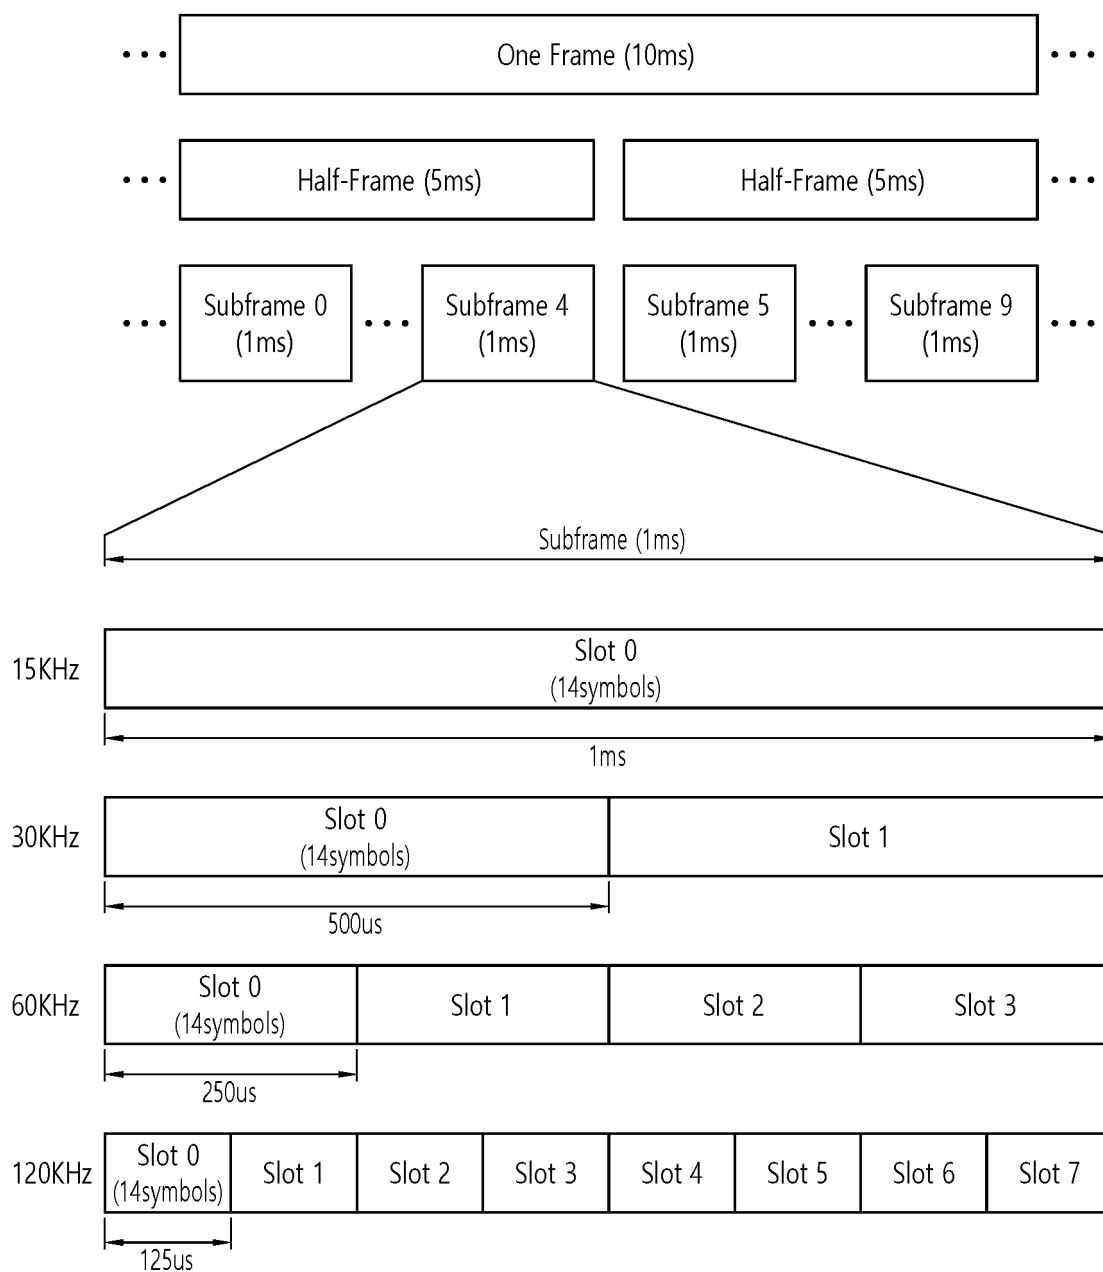 One Frame (10ms)
Half-Frame (5ms)
Half-Frame (5ms)
Subframe 0
(1ms)
Subframe 4
(1ms)
Subframe 5
(1ms)
Subframe 9
(1ms)
Subframe (1ms)
15KHz
Slot 0
(14symbols)
1ms
30KHz
Slot 0
(14symbols)
Slot 1
500us
60KHz
Slot 0
(14symbols)
Slot 1
Slot 2
Slot 3
250us
120KHz
Slot 0
(14symbols)
Slot 1
Slot 2
Slot 3
Slot 4
Slot 5
Slot 6
Slot 7
125us